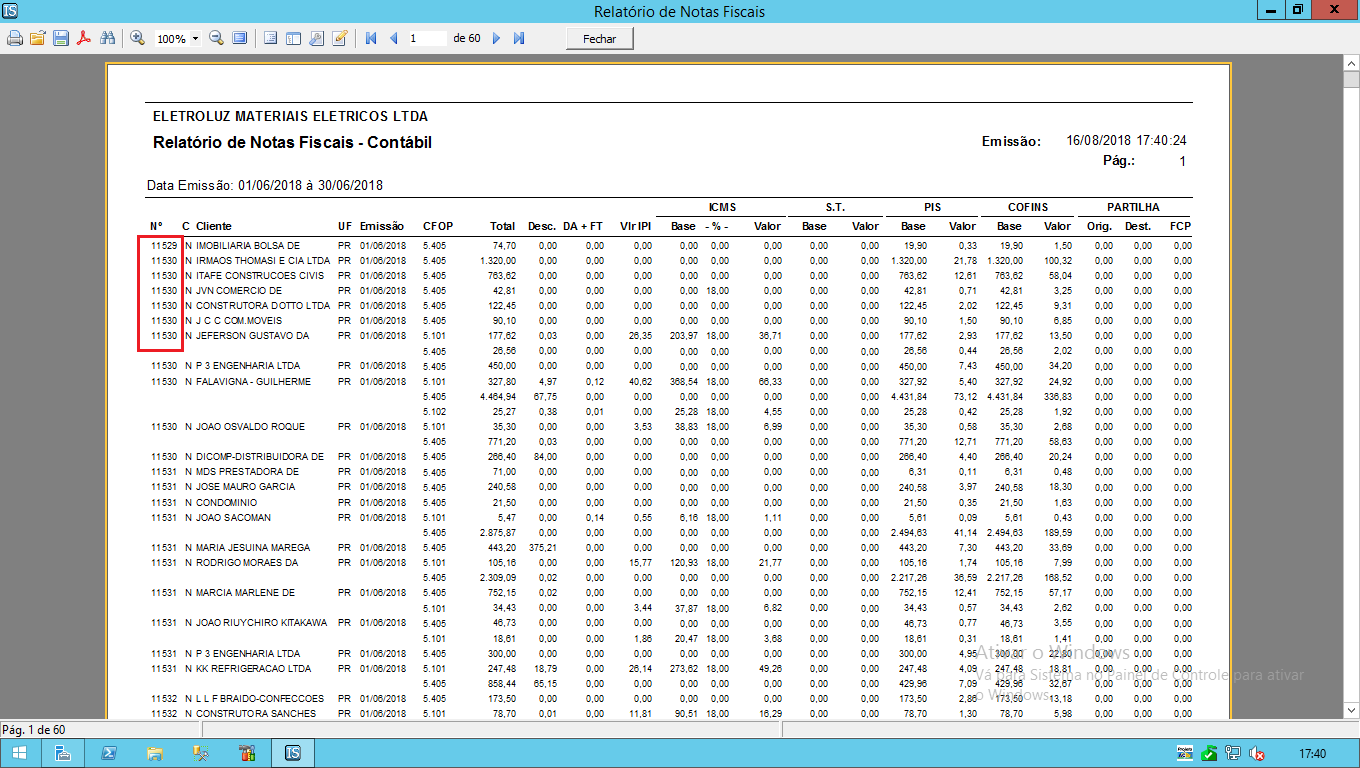 IS Relatório de Notas Fiscais
100% 1 de 60 Fechar
ELETROLUZ MATERIAIS ELETRICOS LTDA
Relatório de Notas Fiscais - Contábil
Emissão: 16/08/2018 17:40:24
Pág.: 1
Data Emissão: 01/06/2018 à 30/06/2018
ICMS S.T. PIS COFINS PARTILHA
Nº C Cliente UF Emissão CFOP Total Desc. DA + FT Vlr IPI Base - % - Valor Base Valor Base Valor Base Valor Orig. Dest. FCP
11529 N IMOBILIARIA BOLSA DE PR 01/06/2018 5.405 74,70 0,00 0,00 0,00 0,00 0,00 0,00 0,00 0,00 19,90 0,33 19,90 1,50 0,00 0,00 0,00
11530 N IRMAOS THOMASI E CIA LTDA PR 01/06/2018 5.405 1.320,00 0,00 0,00 0,00 0,00 0,00 0,00 0,00 0,00 1.320,00 21,78 1.320,00 100,32 0,00 0,00 0,00
11530 N ITAFE CONSTRUCOES CIVIS PR 01/06/2018 5.405 763,62 0,00 0,00 0,00 0,00 0,00 0,00 0,00 0,00 763,62 12,61 763,62 58,04 0,00 0,00 0,00
11530 N JVN COMERCIO DE PR 01/06/2018 5.405 42,81 0,00 0,00 0,00 0,00 18,00 0,00 0,00 0,00 42,81 0,71 42,81 3,25 0,00 0,00 0,00
11530 N CONSTRUTORA DOTTO LTDA PR 01/06/2018 5.405 122,45 0,00 0,00 0,00 0,00 0,00 0,00 0,00 0,00 122,45 2,02 122,45 9,31 0,00 0,00 0,00
11530 N J C C COM.MOVEIS PR 01/06/2018 5.405 90,10 0,00 0,00 0,00 0,00 0,00 0,00 0,00 0,00 90,10 1,50 90,10 6,85 0,00 0,00 0,00
11530 N JEFERSON GUSTAVO DA PR 01/06/2018 5.101 177,62 0,03 0,00 26,35 203,97 18,00 36,71 0,00 0,00 177,62 2,93 177,62 13,50 0,00 0,00 0,00
5.405 26,56 0,00 0,00 0,00 0,00 0,00 0,00 0,00 0,00 26,56 0,44 26,56 2,02 0,00 0,00 0,00
11530 N P 3 ENGENHARIA LTDA PR 01/06/2018 5.405 450,00 0,00 0,00 0,00 0,00 0,00 0,00 0,00 0,00 450,00 7,43 450,00 34,20 0,00 0,00 0,00
11530 N FALAVIGNA - GUILHERME PR 01/06/2018 5.101 327,80 4,97 0,12 40,62 368,54 18,00 66,33 0,00 0,00 327,92 5,40 327,92 24,92 0,00 0,00 0,00
5.405 4.464,94 67,75 0,00 0,00 0,00 0,00 0,00 0,00 0,00 4.431,84 73,12 4.431,84 336,83 0,00 0,00 0,00
5.102 25,27 0,38 0,01 0,00 25,28 18,00 4,55 0,00 0,00 25,28 0,42 25,28 1,92 0,00 0,00 0,00
11530 N JOAO OSVALDO ROQUE PR 01/06/2018 5.101 35,30 0,00 0,00 3,53 38,83 18,00 6,99 0,00 0,00 35,30 0,58 35,30 2,68 0,00 0,00 0,00
5.405 771,20 0,03 0,00 0,00 0,00 0,00 0,00 0,00 0,00 771,20 12,71 771,20 58,63 0,00 0,00 0,00
11530 N DICOMP-DISTRIBUIDORA DE PR 01/06/2018 5.405 266,40 84,00 0,00 0,00 0,00 0,00 0,00 0,00 0,00 266,40 4,40 266,40 20,24 0,00 0,00 0,00
11531 N MDS PRESTADORA DE PR 01/06/2018 5.405 71,00 0,00 0,00 0,00 0,00 0,00 0,00 0,00 0,00 6,31 0,11 6,31 0,48 0,00 0,00 0,00
11531 N JOSE MAURO GARCIA PR 01/06/2018 5.405 240,58 0,00 0,00 0,00 0,00 0,00 0,00 0,00 0,00 240,58 3,97 240,58 18,30 0,00 0,00 0,00
11531 N CONDOMINIO PR 01/06/2018 5.405 21,50 0,00 0,00 0,00 0,00 0,00 0,00 0,00 0,00 21,50 0,35 21,50 1,63 0,00 0,00 0,00
11531 N JOAO SACOMAN PR 01/06/2018 5.101 5,47 0,00 0,14 0,55 6,16 18,00 1,11 0,00 0,00 5,61 0,09 5,61 0,43 0,00 0,00 0,00
5.405 2.875,87 0,00 0,00 0,00 0,00 0,00 0,00 0,00 0,00 2.494,63 41,14 2.494,63 189,59 0,00 0,00 0,00
11531 N MARIA JESUINA MAREGA PR 01/06/2018 5.405 443,20 375,21 0,00 0,00 0,00 0,00 0,00 0,00 0,00 443,20 7,30 443,20 33,69 0,00 0,00 0,00
11531 N RODRIGO MORAES DA PR 01/06/2018 5.101 105,16 0,00 0,00 15,77 120,93 18,00 21,77 0,00 0,00 105,16 1,74 105,16 7,99 0,00 0,00 0,00
5.405 2.309,09 0,02 0,00 0,00 0,00 0,00 0,00 0,00 0,00 2.217,26 36,59 2.217,26 168,52 0,00 0,00 0,00
11531 N MARCIA MARLENE DE PR 01/06/2018 5.405 752,15 0,02 0,00 0,00 0,00 0,00 0,00 0,00 0,00 752,15 12,41 752,15 57,17 0,00 0,00 0,00
5.101 34,43 0,00 0,00 3,44 37,87 18,00 6,82 0,00 0,00 34,43 0,57 34,43 2,62 0,00 0,00 0,00
11531 N JOAO RIUYCHIRO KITAKAWA PR 01/06/2018 5.405 46,73 0,00 0,00 0,00 0,00 0,00 0,00 0,00 0,00 46,73 0,77 46,73 3,55 0,00 0,00 0,00
5.101 18,61 0,00 0,00 1,86 20,47 18,00 3,68 0,00 0,00 18,61 0,31 18,61 1,41 0,00 0,00 0,00
11531 N P 3 ENGENHARIA LTDA PR 01/06/2018 5.405 300,00 0,00 0,00 0,00 0,00 0,00 0,00 0,00 0,00 300,00 4,95 300,00 0,00 0,00 0,00
11531 N KK REFRIGERACAO LTDA PR 01/06/2018 5.101 247,48 18,79 0,00 26,14 273,62 18,00 49,26 0,00 0,00 247,48 4,09 247,48 18,81 0,00 0,00 0,00
5.405 858,44 65,15 0,00 0,00 0,00 0,00 0,00 0,00 0,00 429,96 7,09 429,96 32,67 0,00 0,00 0,00
11532 N L L F BRAIDO-CONFECCOES PR 01/06/2018 5.405 173,50 0,00 0,00 0,00 0,00 0,00 0,00 0,00 0,00 173,50 2,86 173,50 13,18 0,00 0,00 0,00
11532 N CONSTRUTORA SANCHES PR 01/06/2018 5.101 78,70 0,01 0,00 11,81 90,51 18,00 16,29 0,00 0,00 78,70 1,30 78,70 5,98 0,00 0,00 0,00
Ativar o Windows
Vá para Sistema no Painel de Controle para ativar
o Windows.
Pág. 1 de 60
IS 17:40